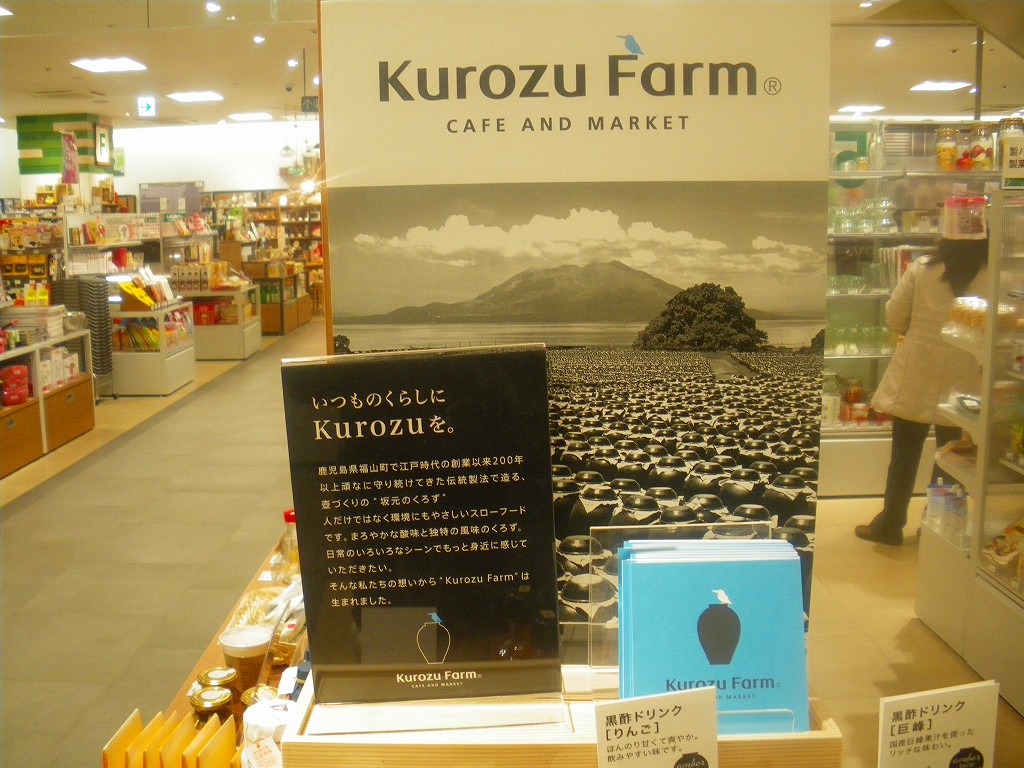 Kurozu Farm®
CAFE AND MARKET
いつものくらしに
Kurozuを。
鹿児島県福山町で江戸時代の創業以来200年
以上頑なに守り続けてきた伝統製法で造る、
壺づくりの“坂元のくろず”
人だけではなく環境にもやさしいスローフード
です。まろやかな酸味と独特の風味のくろず。
日常のいろいろなシーンでもっと身近に感じて
いただきたい。
そんな私たちの想いから“Kurozu Farm”は
生まれました。
Kurozu Farm®
CAFE AND MARKET
Kurozu Farm®
AND MARKET
黒酢ドリンク
[りんご]
ほんのり甘くて爽やか。
飲みやすい味です。
amber
黒酢ドリンク
[巨峰]
国産巨峰果汁を使った
リッチな味わい。
amber